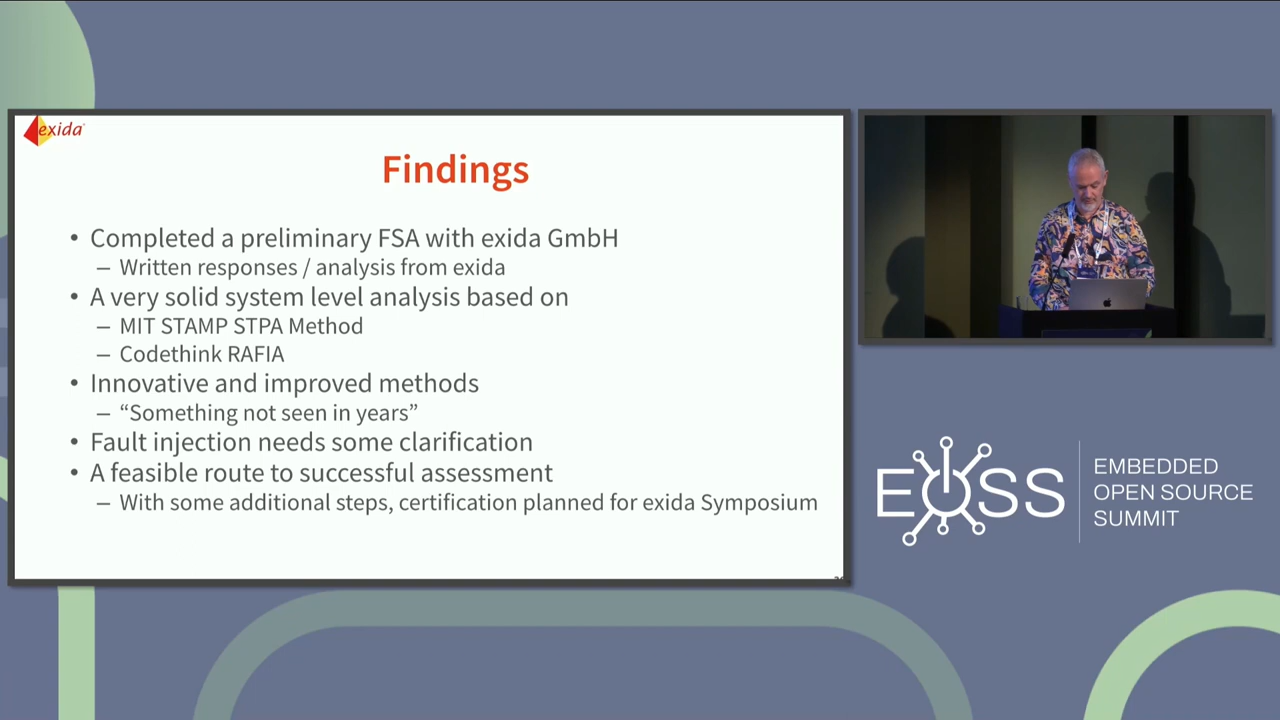 exida
Findings
• Completed a preliminary FSA with exida GmbH
– Written responses / analysis from exida
• A very solid system level analysis based on
– MIT STAMP STPA Method
– Codethink RAFIA
• Innovative and improved methods
– “Something not seen in years”
• Fault injection needs some clarification
• A feasible route to successful assessment
– With some additional steps, certification planned for exida Symposium
EOSS
EMBEDDED
OPEN SOURCE
SUMMIT